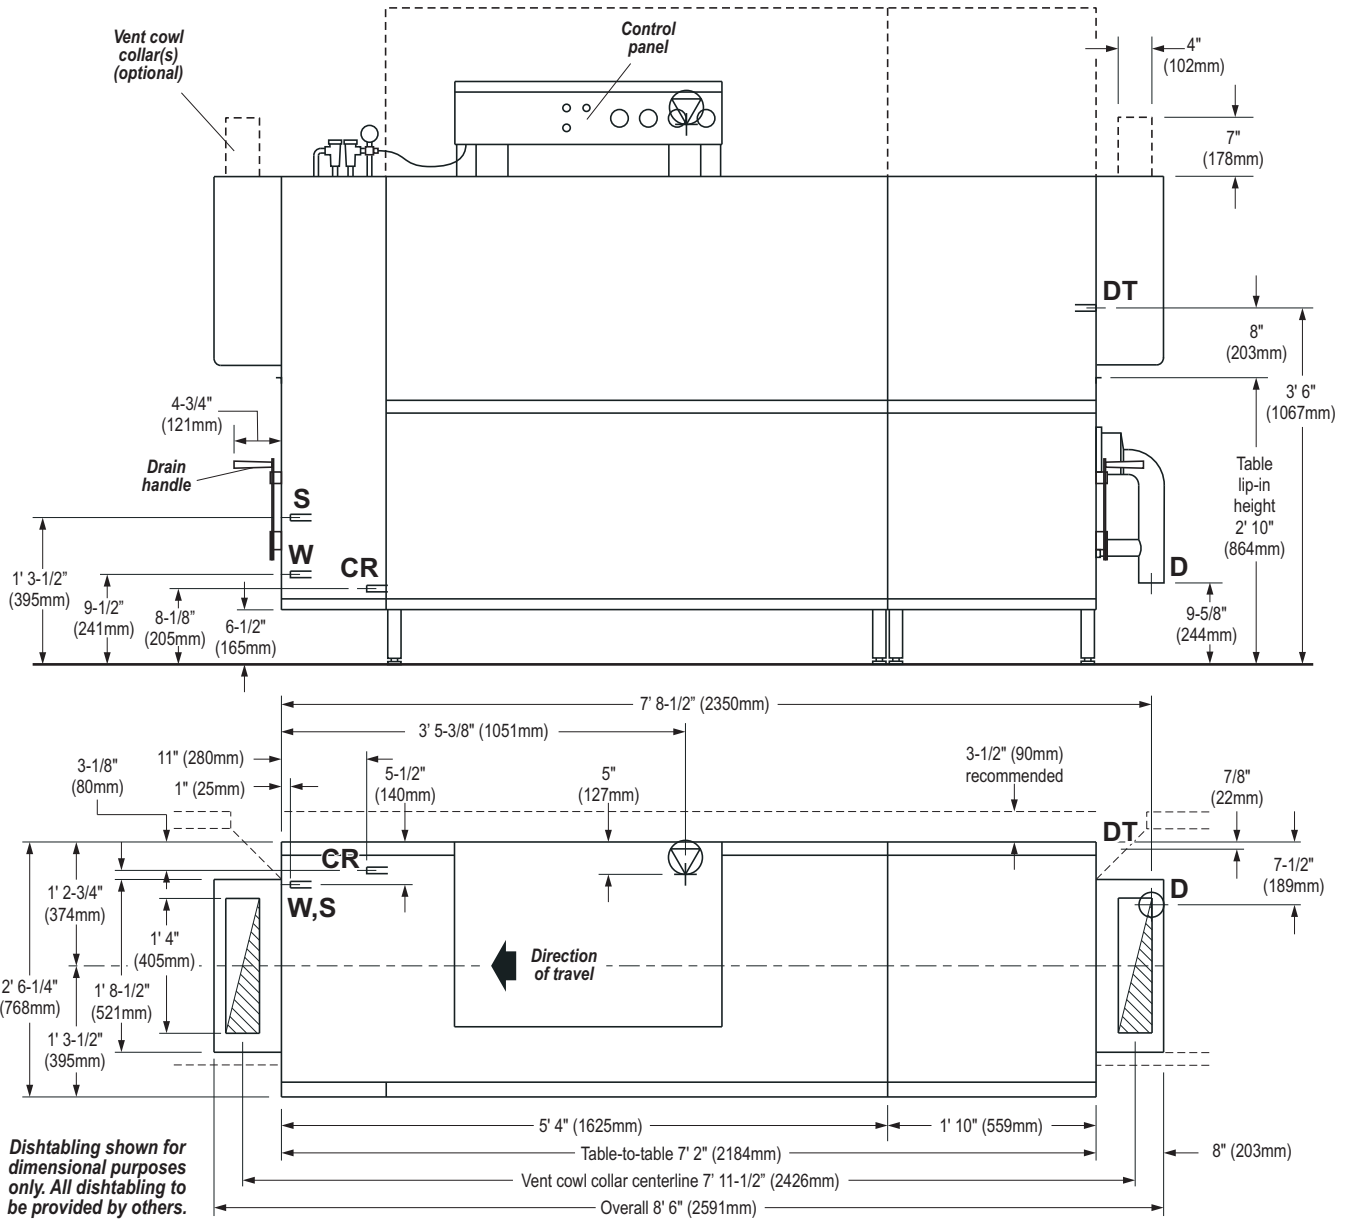 Vent cowl
collar(s)
(optional)
Control
panel
4"
(102mm)
7"
(178mm)
DT
8"
(203mm)
3' 6"
(1067mm)
4-3/4"
(121mm)
Drain
handle
Table
lip-in
height
2' 10"
(864mm)
S
W
CR
D
1' 3-1/2”
(395mm)
9-1/2”
(241mm)
8-1/8"
(205mm)
6-1/2"
(165mm)
9-5/8"
(244mm)
7’ 8-1/2” (2350mm)
3' 5-3/8" (1051mm)
11" (280mm)
3-1/8"
(80mm)
1" (25mm)
5-1/2"
(140mm)
5"
(127mm)
3-1/2" (90mm)
recommended
7/8"
(22mm)
DT
CR
7-1/2"
(189mm)
1' 2-3/4"
(374mm)
W,S
D
1' 4"
(405mm)
Direction
of travel
2' 6-1/4"
(768mm)
1' 8-1/2"
(521mm)
1' 3-1/2"
(395mm)
5' 4" (1625mm)
1' 10" (559mm)
Dishtabling shown for
dimensional purposes
only. All dishtabling to
be provided by others.
Table-to-table 7' 2" (2184mm)
8" (203mm)
Vent cowl collar centerline 7’ 11-1/2” (2426mm)
Overall 8' 6" (2591mm)